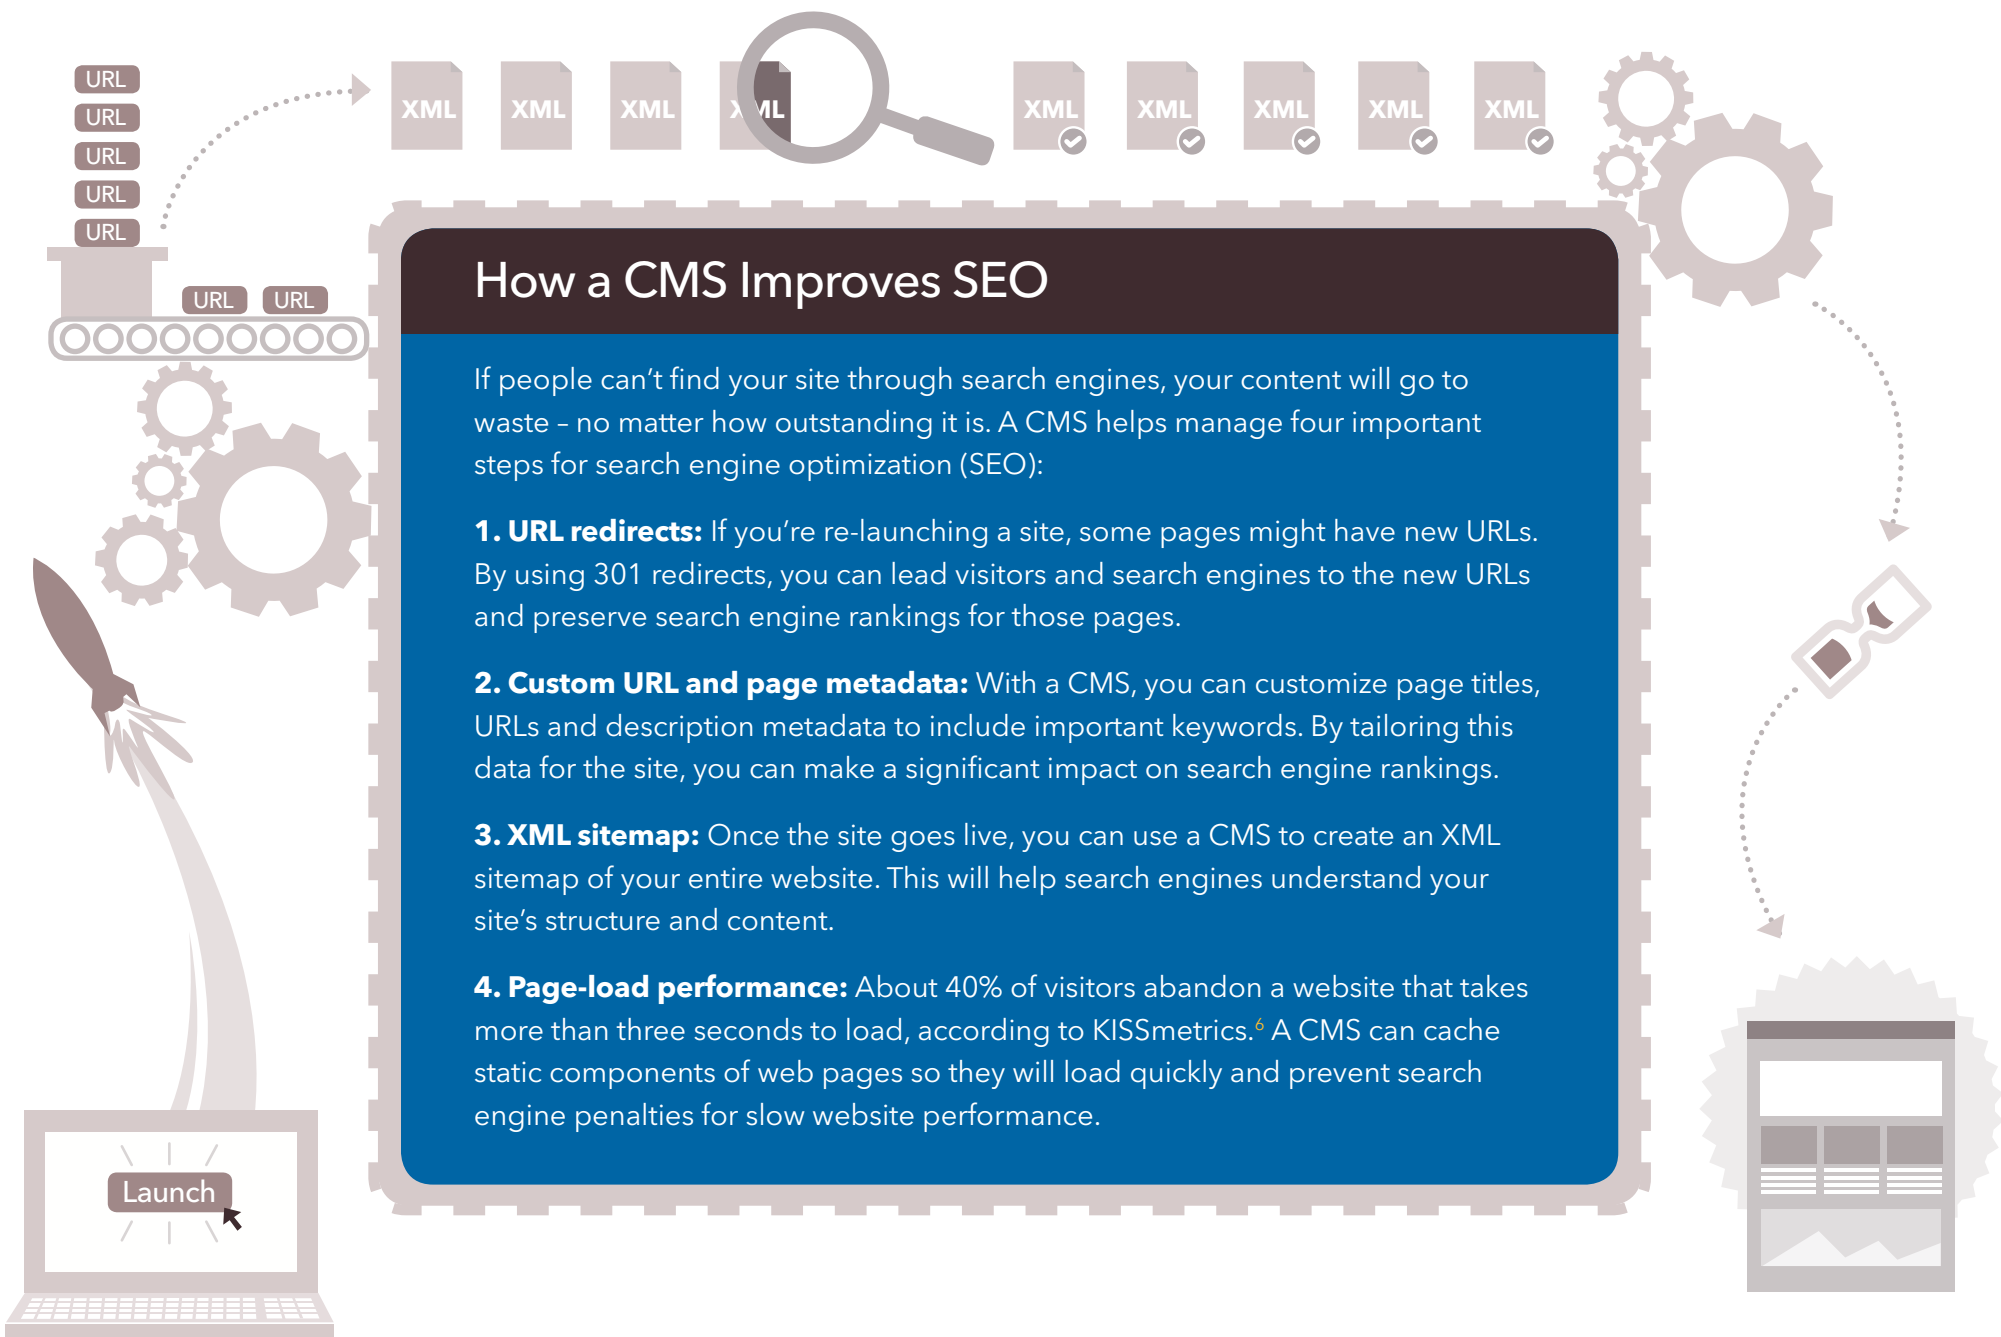 URL
URL
URL
URL
URL
URL URL
XML XML XML XML XML XML XML XML XML
How a CMS Improves SEO
If people can’t find your site through search engines, your content will go to
waste – no matter how outstanding it is. A CMS helps manage four important
steps for search engine optimization (SEO):
1. URL redirects: If you’re re-launching a site, some pages might have new URLs.
By using 301 redirects, you can lead visitors and search engines to the new URLs
and preserve search engine rankings for those pages.
2. Custom URL and page metadata: With a CMS, you can customize page titles,
URLs and description metadata to include important keywords. By tailoring this
data for the site, you can make a significant impact on search engine rankings.
3. XML sitemap: Once the site goes live, you can use a CMS to create an XML
sitemap of your entire website. This will help search engines understand your
site’s structure and content.
4. Page-load performance: About 40% of visitors abandon a website that takes
more than three seconds to load, according to KISSmetrics.6 A CMS can cache
static components of web pages so they will load quickly and prevent search
engine penalties for slow website performance.
Launch